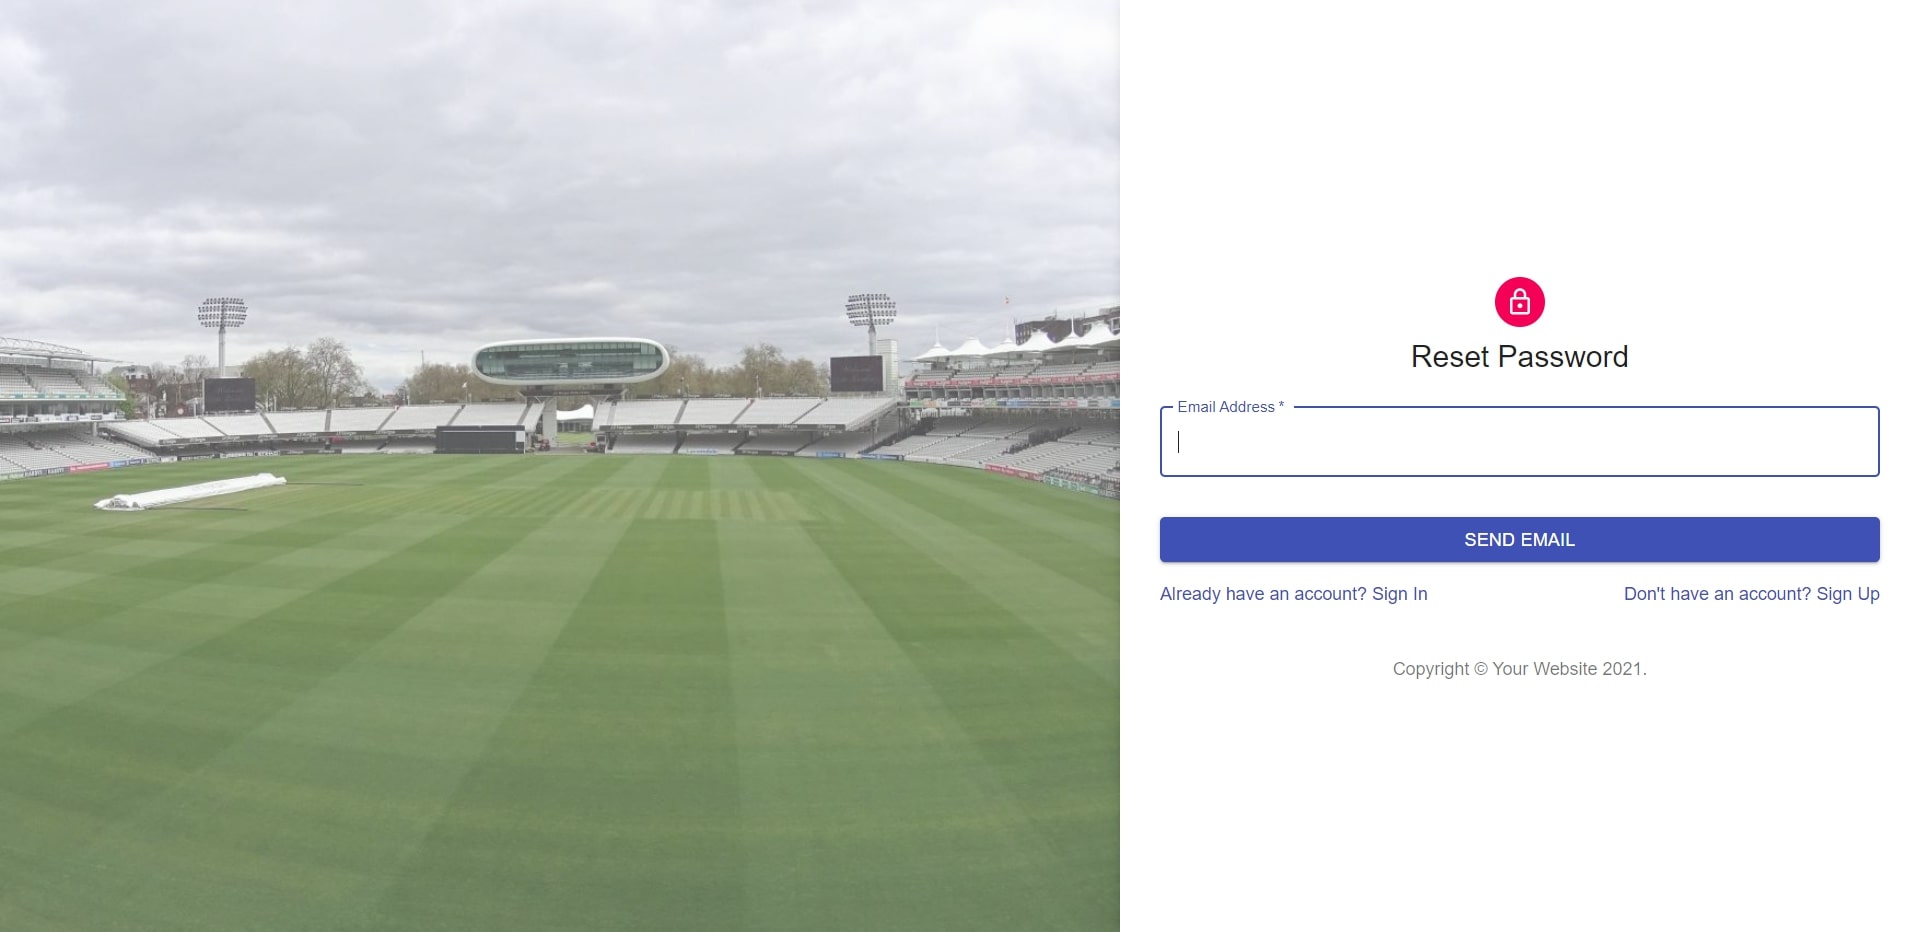 Reset Password
Email Address *
SEND EMAIL
Already have an account? Sign In
Don't have an account? Sign Up
Copyright © Your Website 2021.